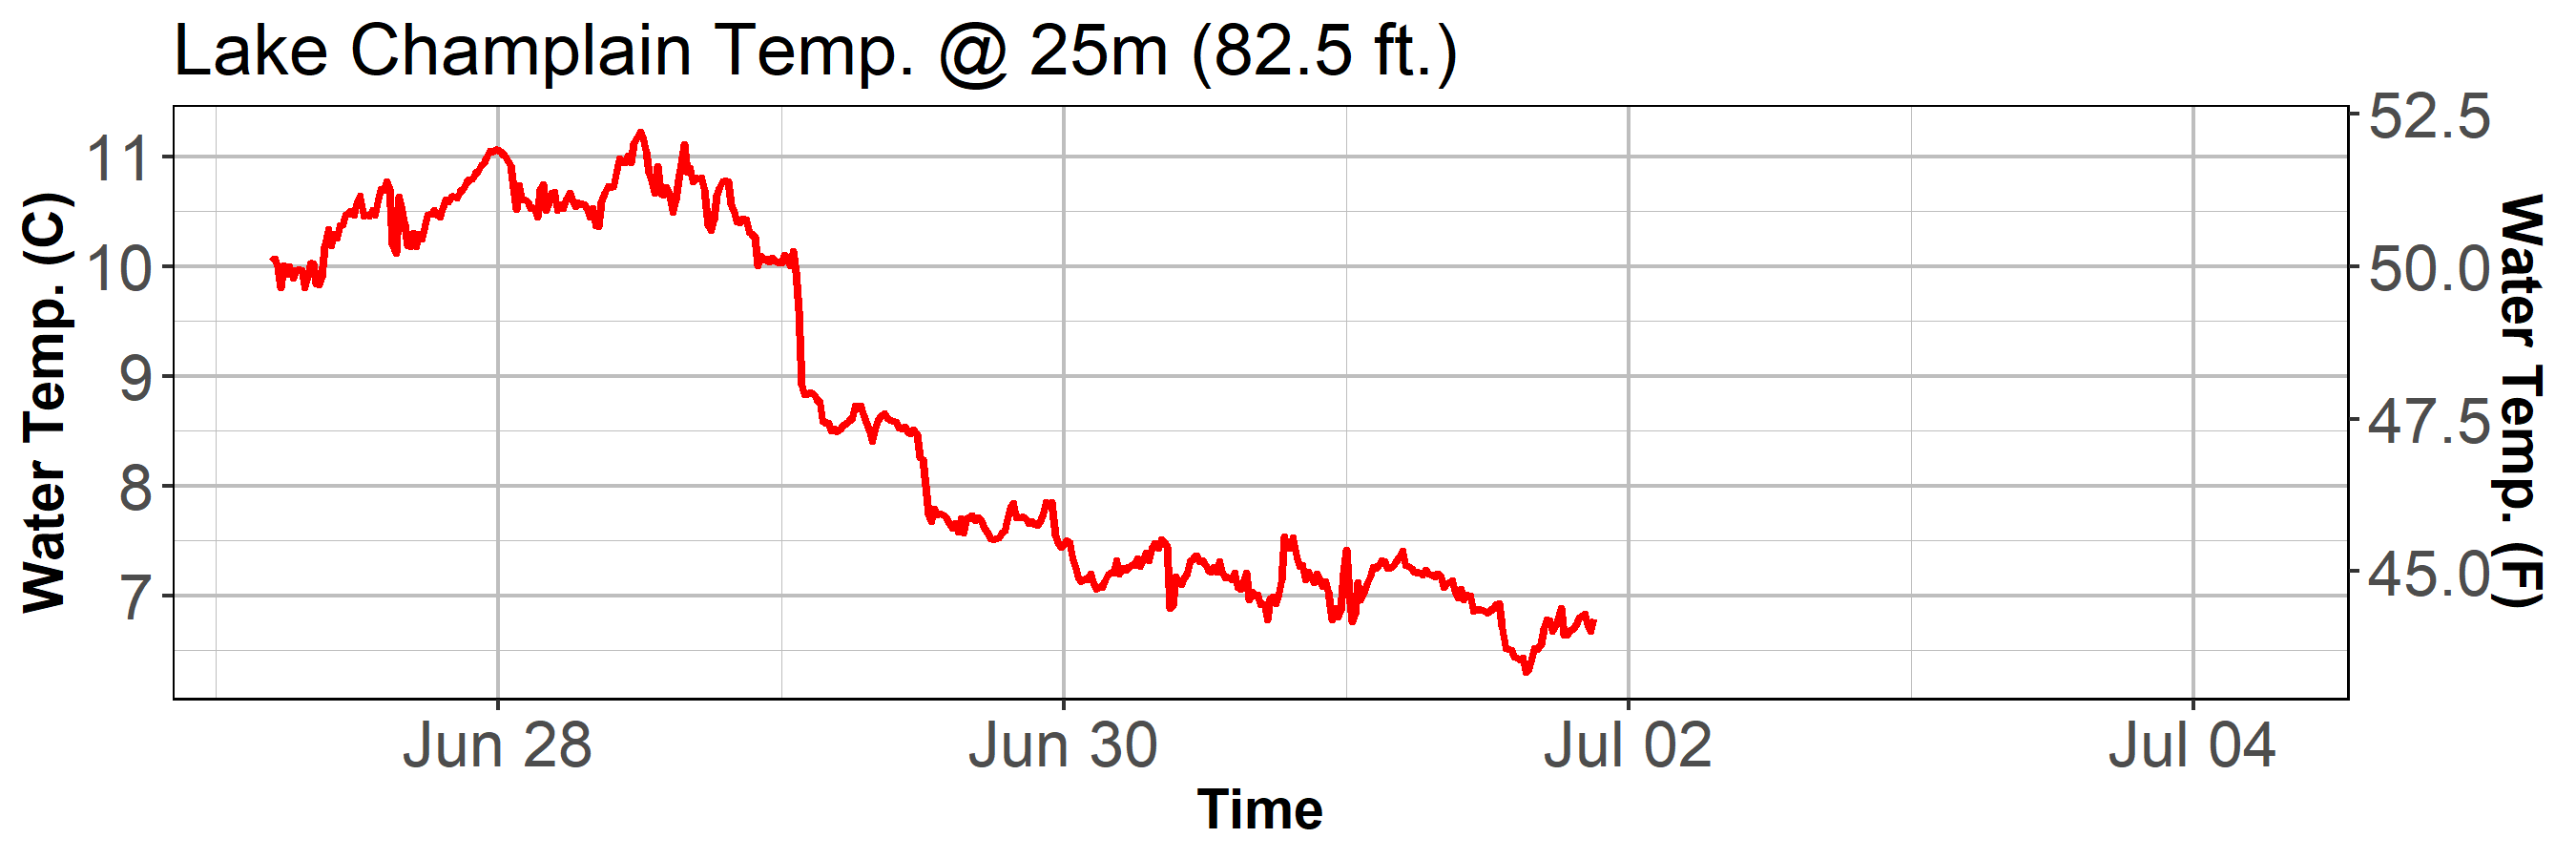 Lake Champlain Temp. @ 25m (82.5 ft.)
Water Temp. (C)
11
10
9
8
7
52.5
50.0
47.5
45.0
Water Temp. (F)
Jun 28
Jun 30
Jul 02
Jul 04
Time